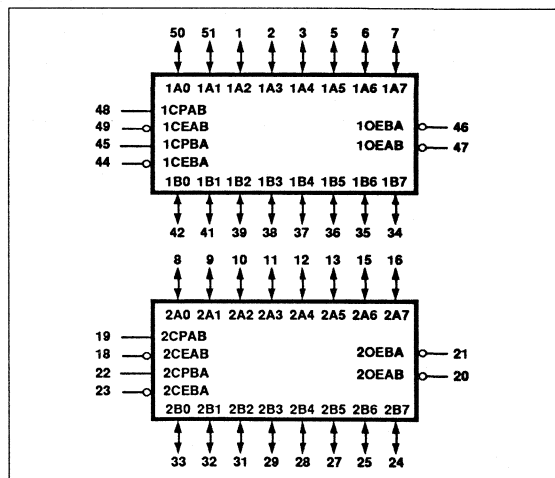 50 51 1 2 3 5 6 7
1A0 1A1 1A2 1A3 1A4 1A5 1A6 1A7
48 1CPAB
49 1CEAB 1OEBA 46
45 1CPBA 1OEAB 47
44 1CEBA
1B0 1B1 1B2 1B3 1B4 1B5 1B6 1B7
42 41 39 38 37 36 35 34
8 9 10 11 12 13 15 16
2A0 2A1 2A2 2A3 2A4 2A5 2A6 2A7
19 2CPAB
18 2CEAB 2OEBA 21
22 2CPBA 2OEAB 20
23 2CEBA
2B0 2B1 2B2 2B3 2B4 2B5 2B6 2B7
33 32 31 29 28 27 25 24